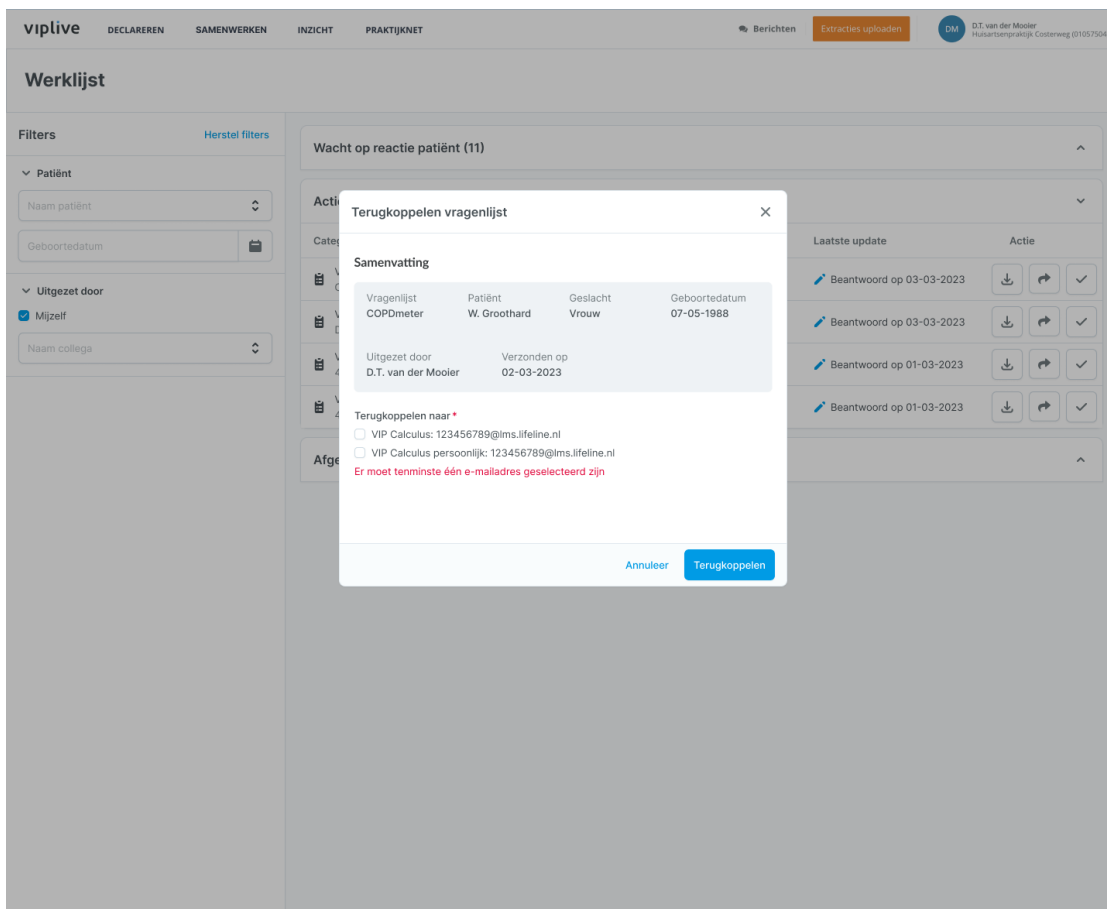 viplive DECLAREREN SAMENWERKEN INZICHT PRAKTIJKNET Berichten Extracties uploaden DM D.T. van der Mooier
Huisartsenpraktijk Costerweg (01057504
Werklijst
Filters Herstel filters
Patiënt
Naam patiënt
Geboortedatum
Uitgezet door
Mijzelf
Naam collega
Wacht op reactie patiënt (11)
Laatste update Actie
Beantwoord op 03-03-2023
Beantwoord op 03-03-2023
Beantwoord op 01-03-2023
Beantwoord op 01-03-2023
Terugkoppelen vragenlijst
Samenvatting
Vragenlijst Patiënt Geslacht Geboortedatum
COPDmeter W. Groothard Vrouw 07-05-1988
Uitgezet door Verzonden op
D.T. van der Mooier 02-03-2023
Terugkoppelen naar*
VIP Calculus: 123456789@lms.lifeline.nl
VIP Calculus persoonlijk: 123456789@lms.lifeline.nl
Er moet tenminste één e-mailadres geselecteerd zijn
Annuleer Terugkoppelen